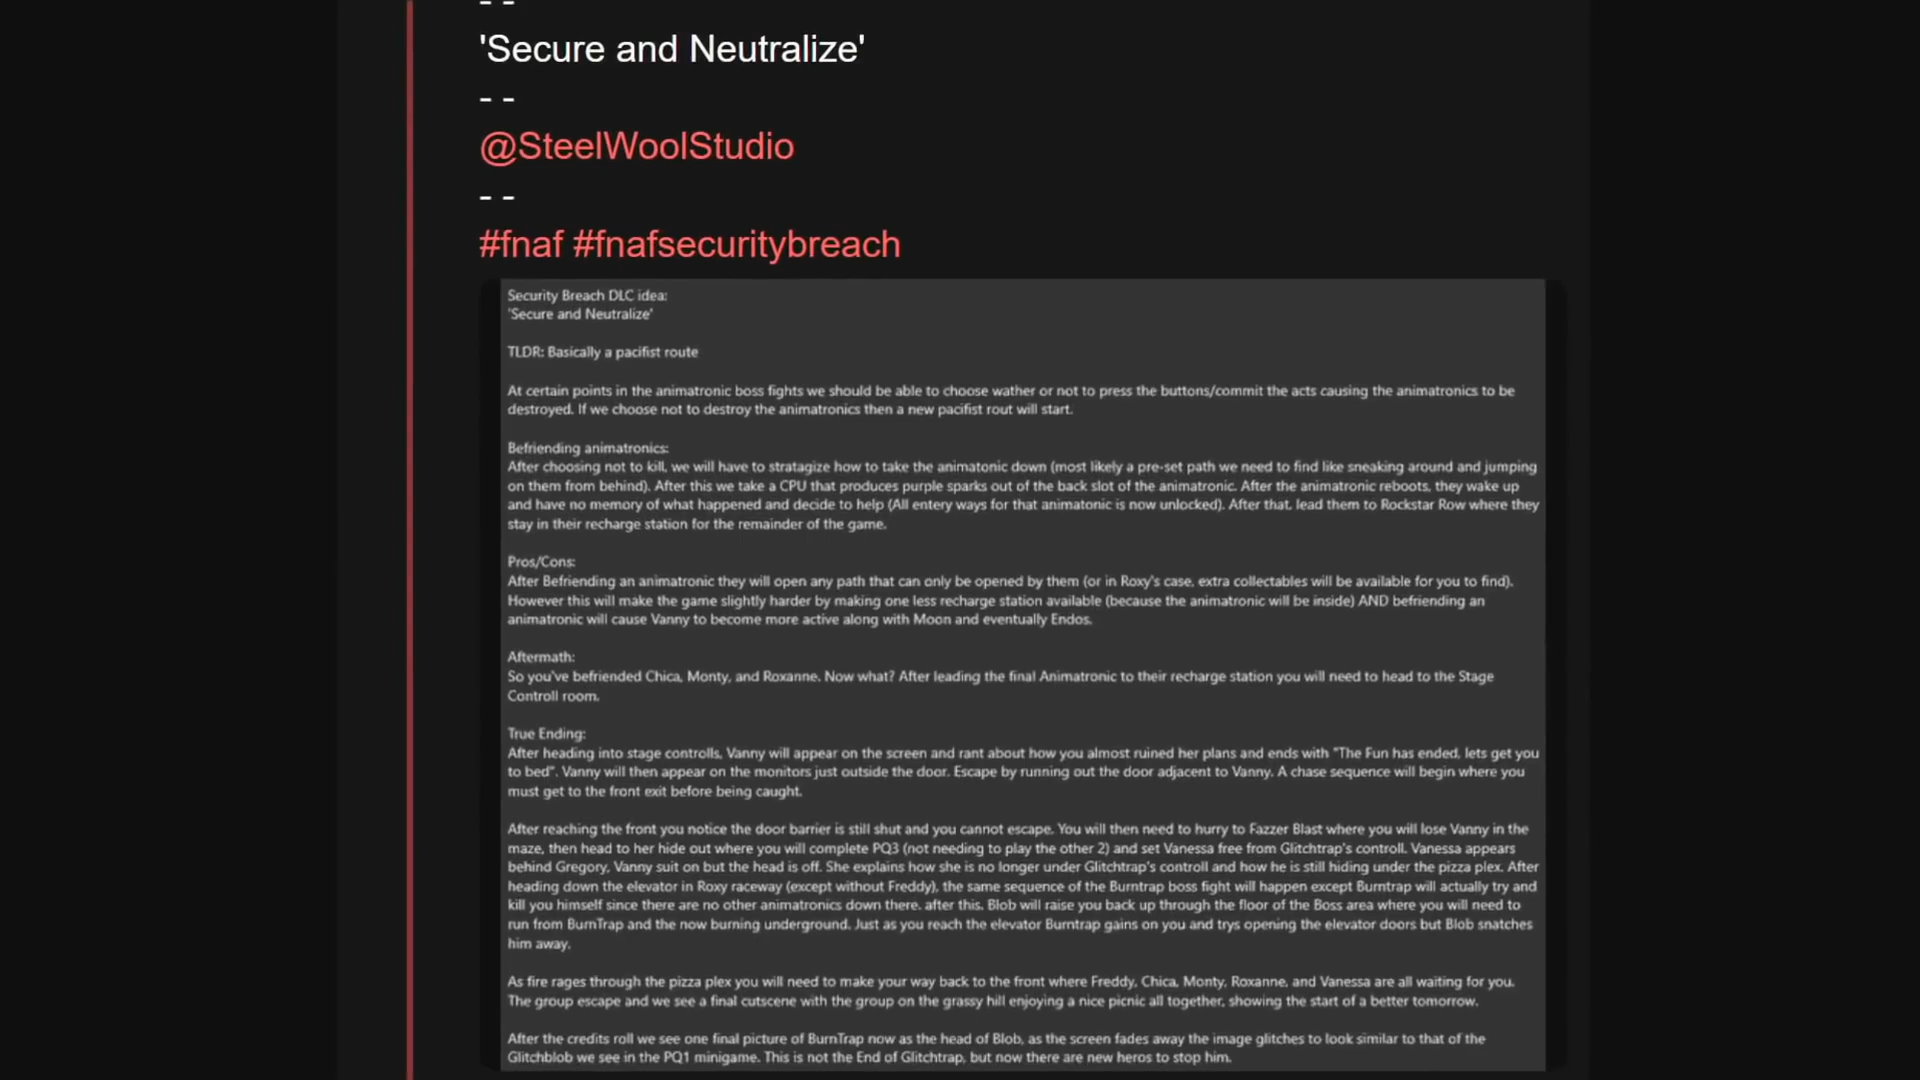 - -
'Secure and Neutralize'
- -
@SteelWoolStudio
- -
#fnaf #fnafsecuritybreach
Security Breach DLC idea:
'Secure and Neutralize'
TLDR: Basically a pacifist route
At certain points in the animatronic boss fights we should be able to choose wather or not to press the buttons/commit the acts causing the animatronics to be
destroyed. If we choose not to destroy the animatronics then a new pacifist rout will start.
Befriending animatronics:
After choosing not to kill, we will have to stratagize how to take the animatonic down (most likely a pre-set path we need to find like sneaking around and jumping
on them from behind). After this we take a CPU that produces purple sparks out of the back slot of the animatronic. After the animatronic reboots, they wake up
and have no memory of what happened and decide to help (All entery ways for that animatonic is now unlocked). After that, lead them to Rockstar Row where they
stay in their recharge station for the remainder of the game.
Pros/Cons:
After Befriending an animatronic they will open any path that can only be opened by them (or in Roxy's case, extra collectables will be available for you to find).
However this will make the game slightly harder by making one less recharge station available (because the animatronic will be inside) AND befriending an
animatronic will cause Vanny to become more active along with Moon and eventually Endos.
Aftermath:
So you've befriended Chica, Monty, and Roxanne. Now what? After leading the final Animatronic to their recharge station you will need to head to the Stage
Controll room.
True Ending:
After heading into stage controlls, Vanny will appear on the screen and rant about how you almost ruined her plans and ends with "The Fun has ended, lets get you
to bed". Vanny will then appear on the monitors just outside the door. Escape by running out the door adjacent to Vanny. A chase sequence will begin where you
must get to the front exit before being caught.
After reaching the front you notice the door barrier is still shut and you cannot escape. You will then need to hurry to Fazzer Blast where you will lose Vanny in the
maze, then head to her hide out where you will complete PQ3 (not needing to play the other 2) and set Vanessa free from Glitchtrap's controll. Vanessa appears
behind Gregory, Vanny suit on but the head is off. She explains how she is no longer under Glitchtrap's controll and how he is still hiding under the pizza plex. After
heading down the elevator in Roxy raceway (except without Freddy), the same sequence of the Burntrap boss fight will happen except Burntrap will actually try and
kill you himself since there are no other animatronics down there. after this, Blob will raise you back up through the floor of the Boss area where you will need to
run from BurnTrap and the now burning underground. Just as you reach the elevator Burntrap gains on you and trys opening the elevator doors but Blob snatches
him away.
As fire rages through the pizza plex you will need to make your way back to the front where Freddy, Chica, Monty, Roxanne, and Vanessa are all waiting for you.
The group escape and we see a final cutscene with the group on the grassy hill enjoying a nice picnic all together, showing the start of a better tomorrow.
After the credits roll we see one final picture of BurnTrap now as the head of Blob, as the screen fades away the image glitches to look similar to that of the
Glitchblob we see in the PQ1 minigame. This is not the End of Glitchtrap, but now there are new heros to stop him.